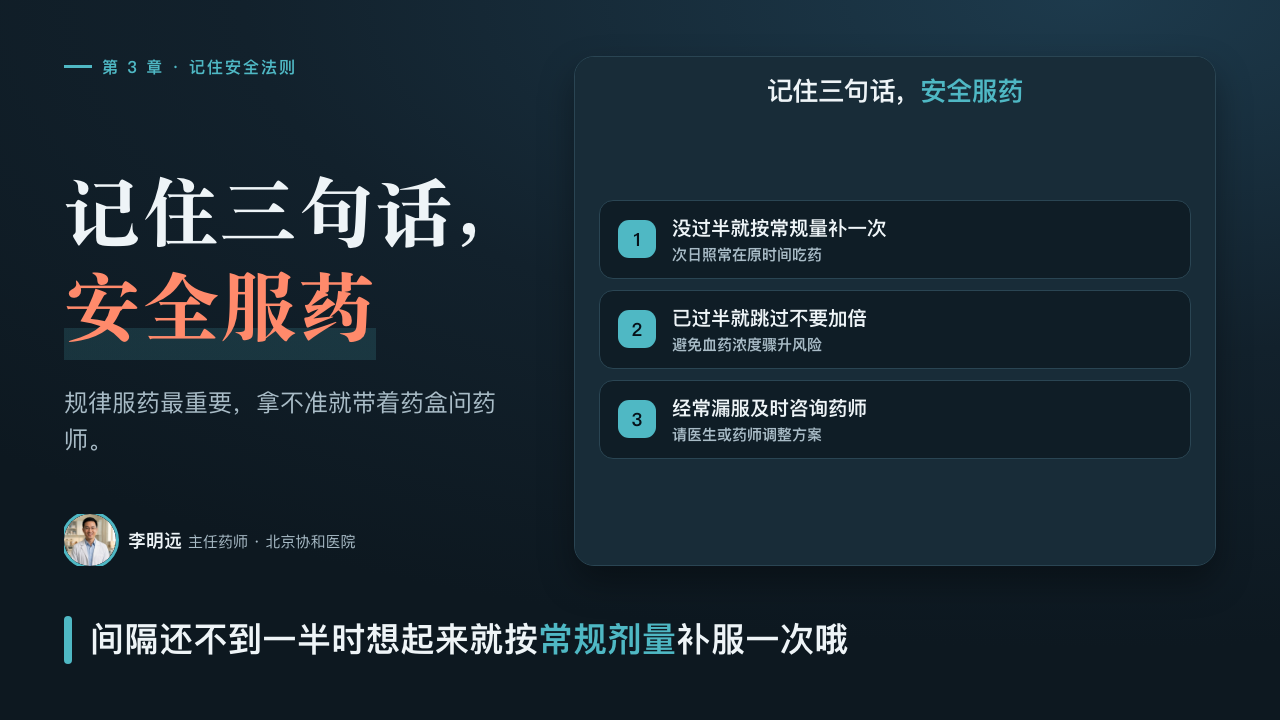 第 3 章 · 记住安全法则
记住三句话，
安全服药
规律服药最重要，拿不准就带着药盒问药
师。
李明远 主任药师 · 北京协和医院
记住三句话，安全服药
1
没过半就按常规量补一次
次日照常在原时间吃药
2
已过半就跳过不要加倍
避免血药浓度骤升风险
3
经常漏服及时咨询药师
请医生或药师调整方案
间隔还不到一半时想起来就按常规剂量补服一次哦